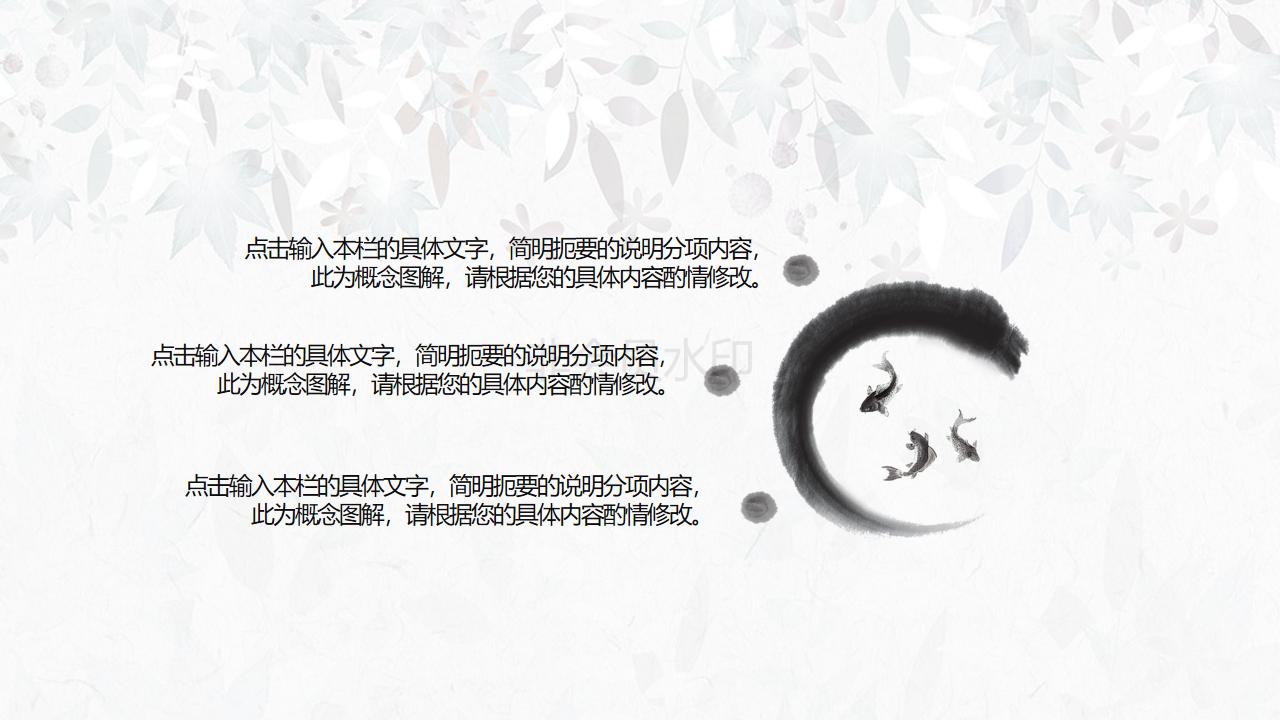 点击输入本栏的具体文字，简明扼要的说明分项内容，
此为概念图解，请根据您的具体内容酌情修改。
点击输入本栏的具体文字，简明扼要的说明分项内容，
此为概念图解，请根据您的具体内容酌情修改。
点击输入本栏的具体文字，简明扼要的说明分项内容，
此为概念图解，请根据您的具体内容酌情修改。